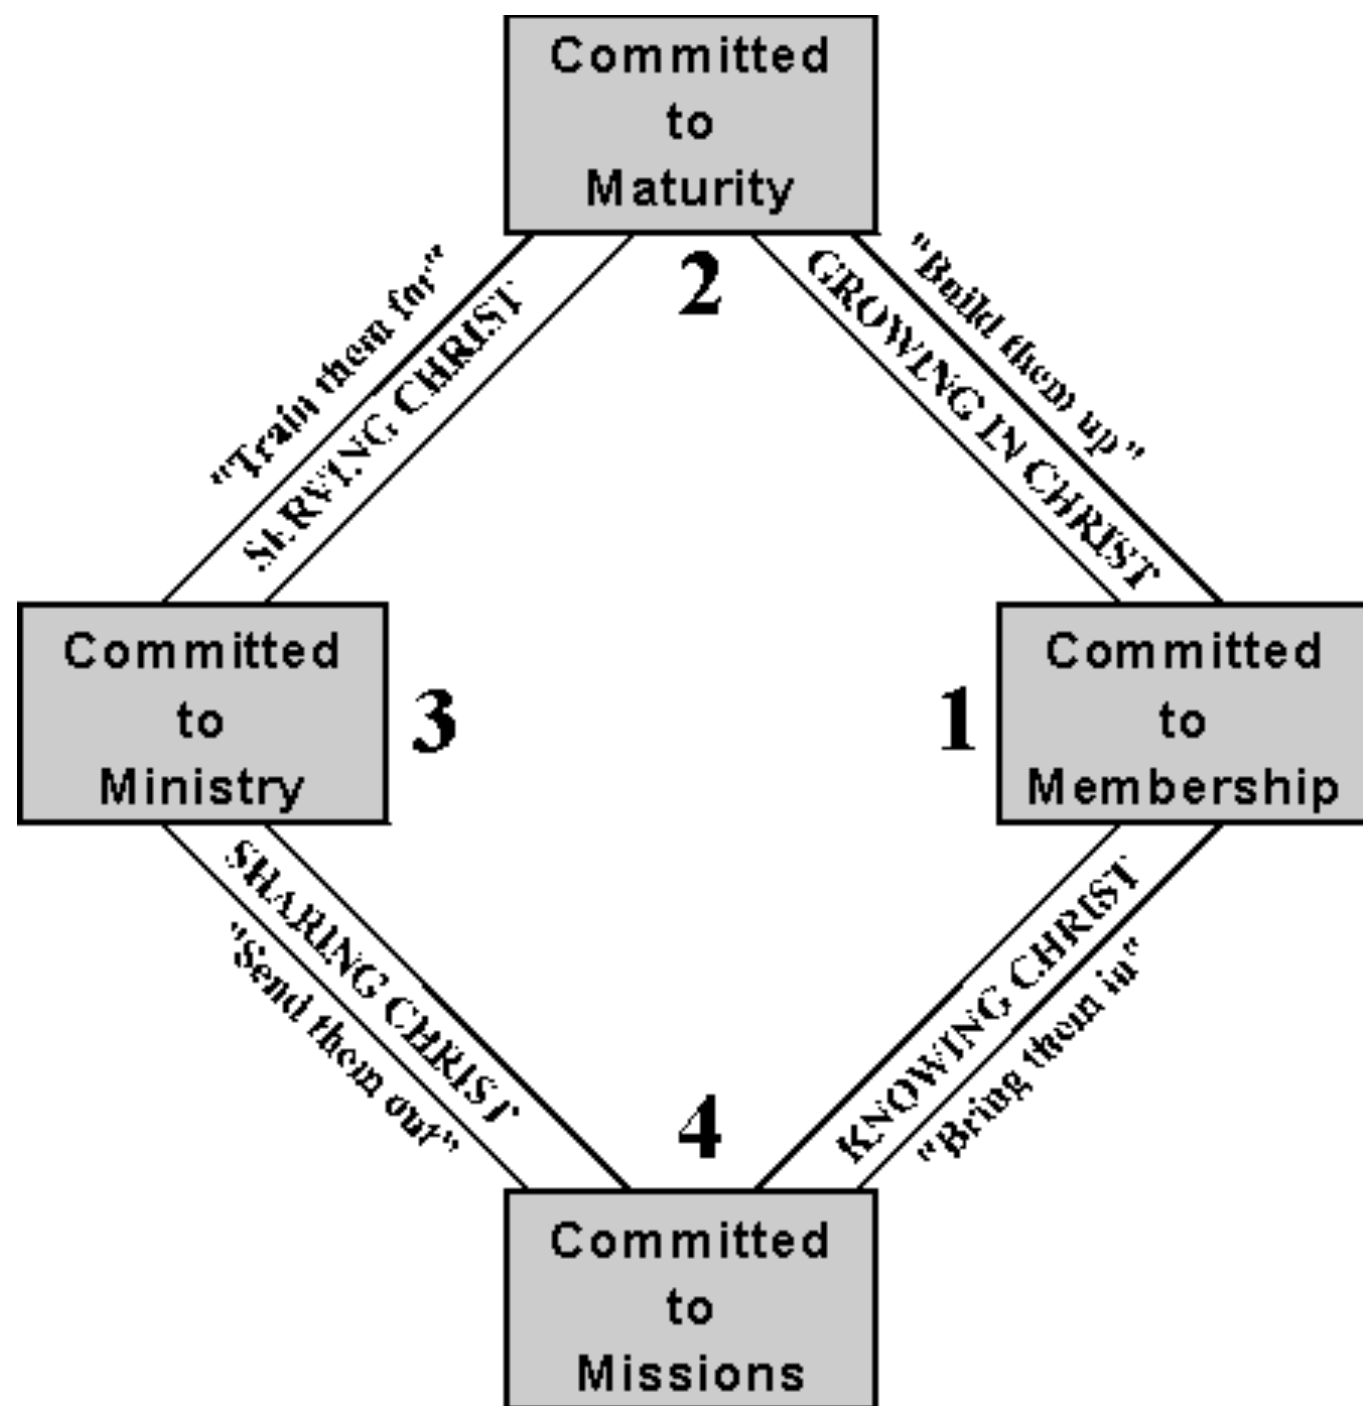 Committed
to
Maturity
2
"Train them for"
SERVING CHRIST
GROWING IN CHRIST
"Build them up"
Committed
to
Ministry
3
1
Committed
to
Membership
SHARING CHRIST
"Send them out"
KNOWING CHRIST
"Bring them in"
4
Committed
to
Missions